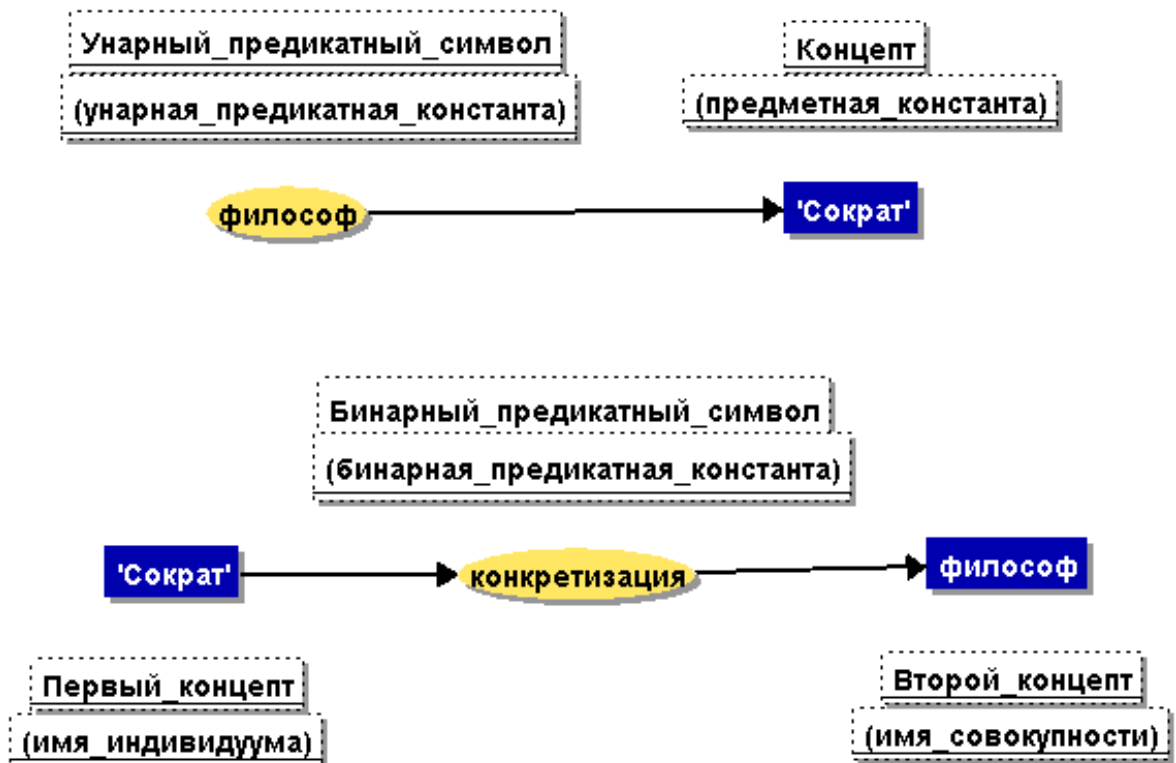 Унарный_предикатный_символ
(унарная_предикатная_константа)
Концепт
(предметная_константа)
философ
'Сократ'
Бинарный_предикатный_символ
(бинарная_предикатная_константа)
'Сократ'
конкретизация
философ
Первый_концепт
(имя_индивидуума)
Второй_концепт
(имя_совокупности)